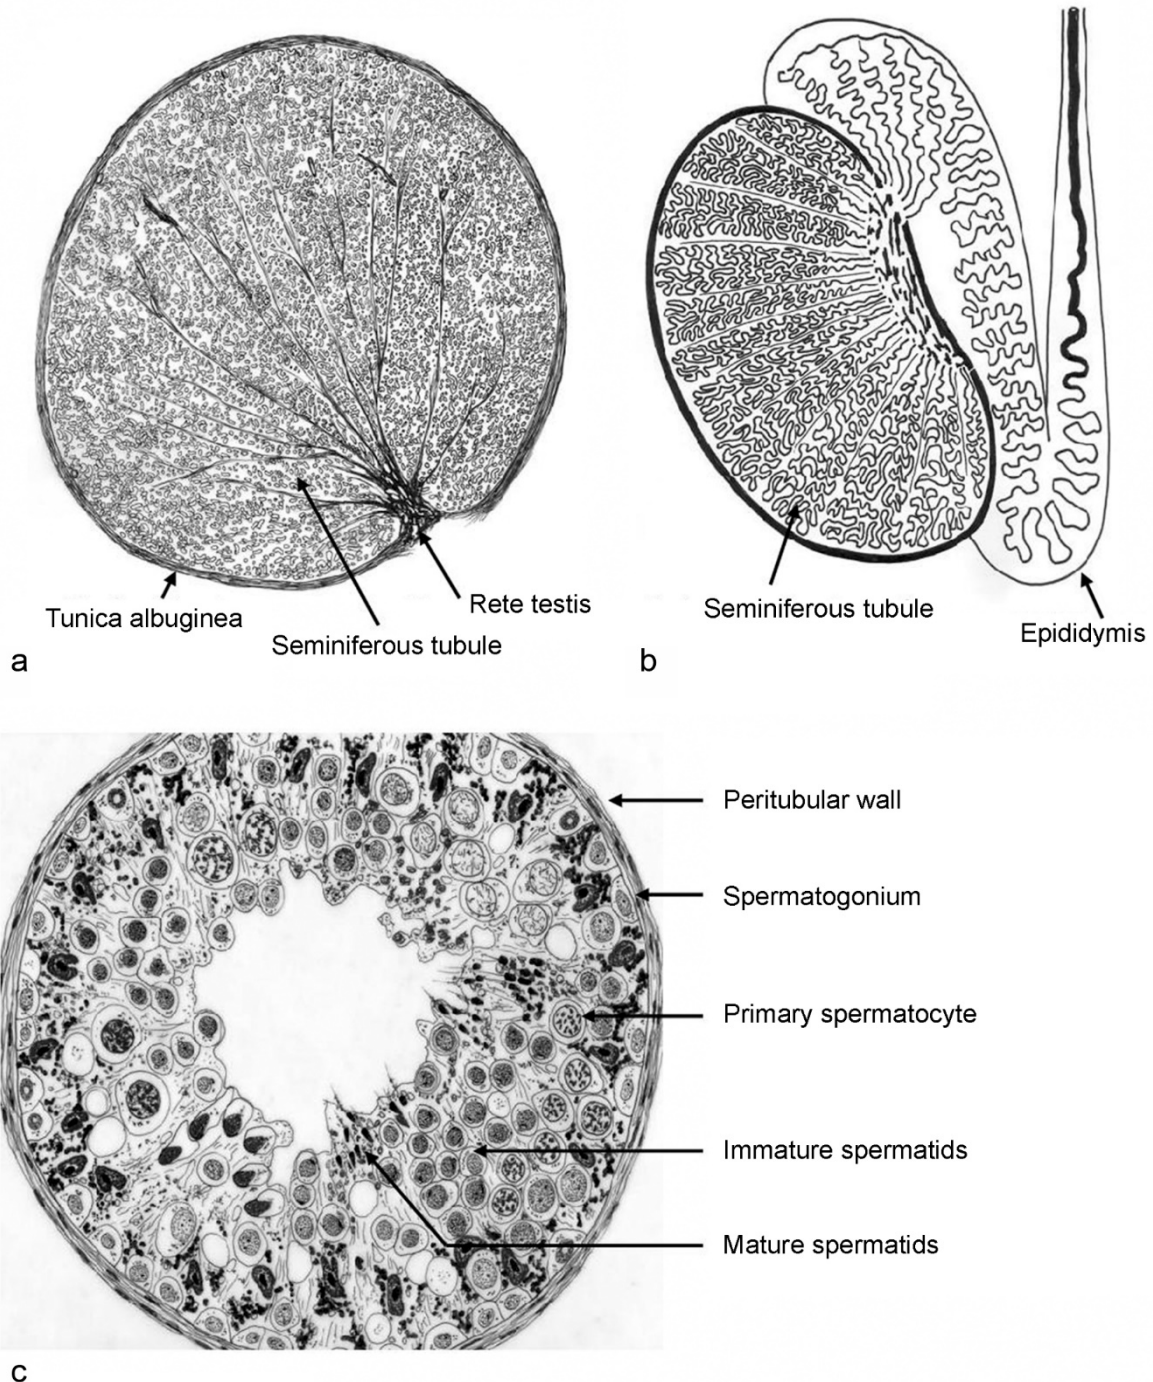 Tunica albuginea
Seminiferous tubule
Rete testis
a
Seminiferous tubule
Epididymis
b
Peritubular wall
Spermatogonium
Primary spermatocyte
Immature spermatids
Mature spermatids
c